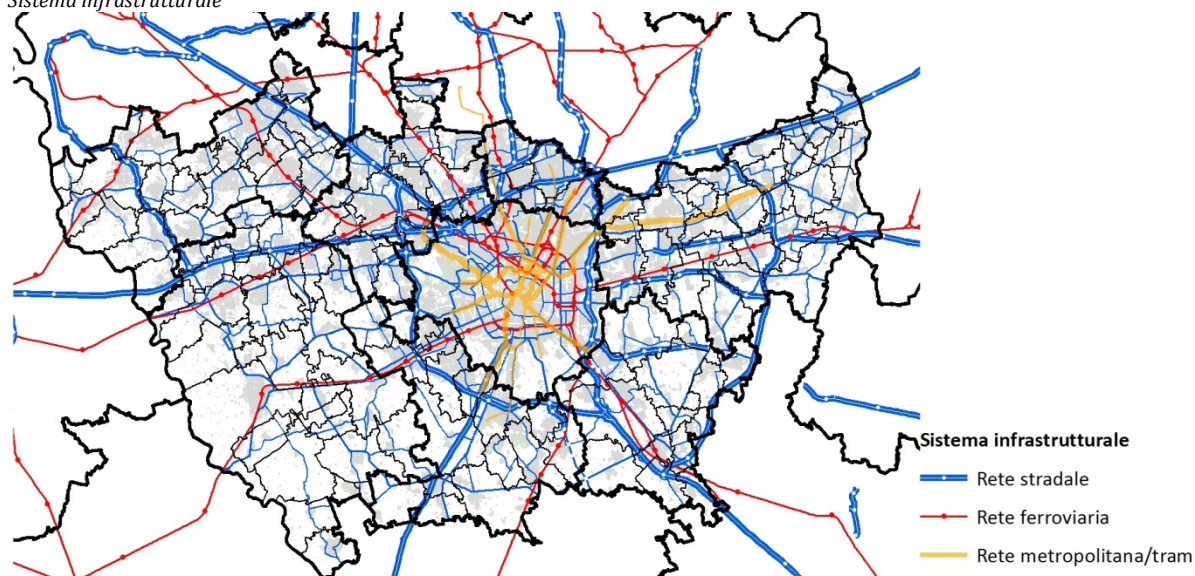 Sistema infrastrutturale
Sistema infrastrutturale
Rete stradale
Rete ferroviaria
Rete metropolitana/tram